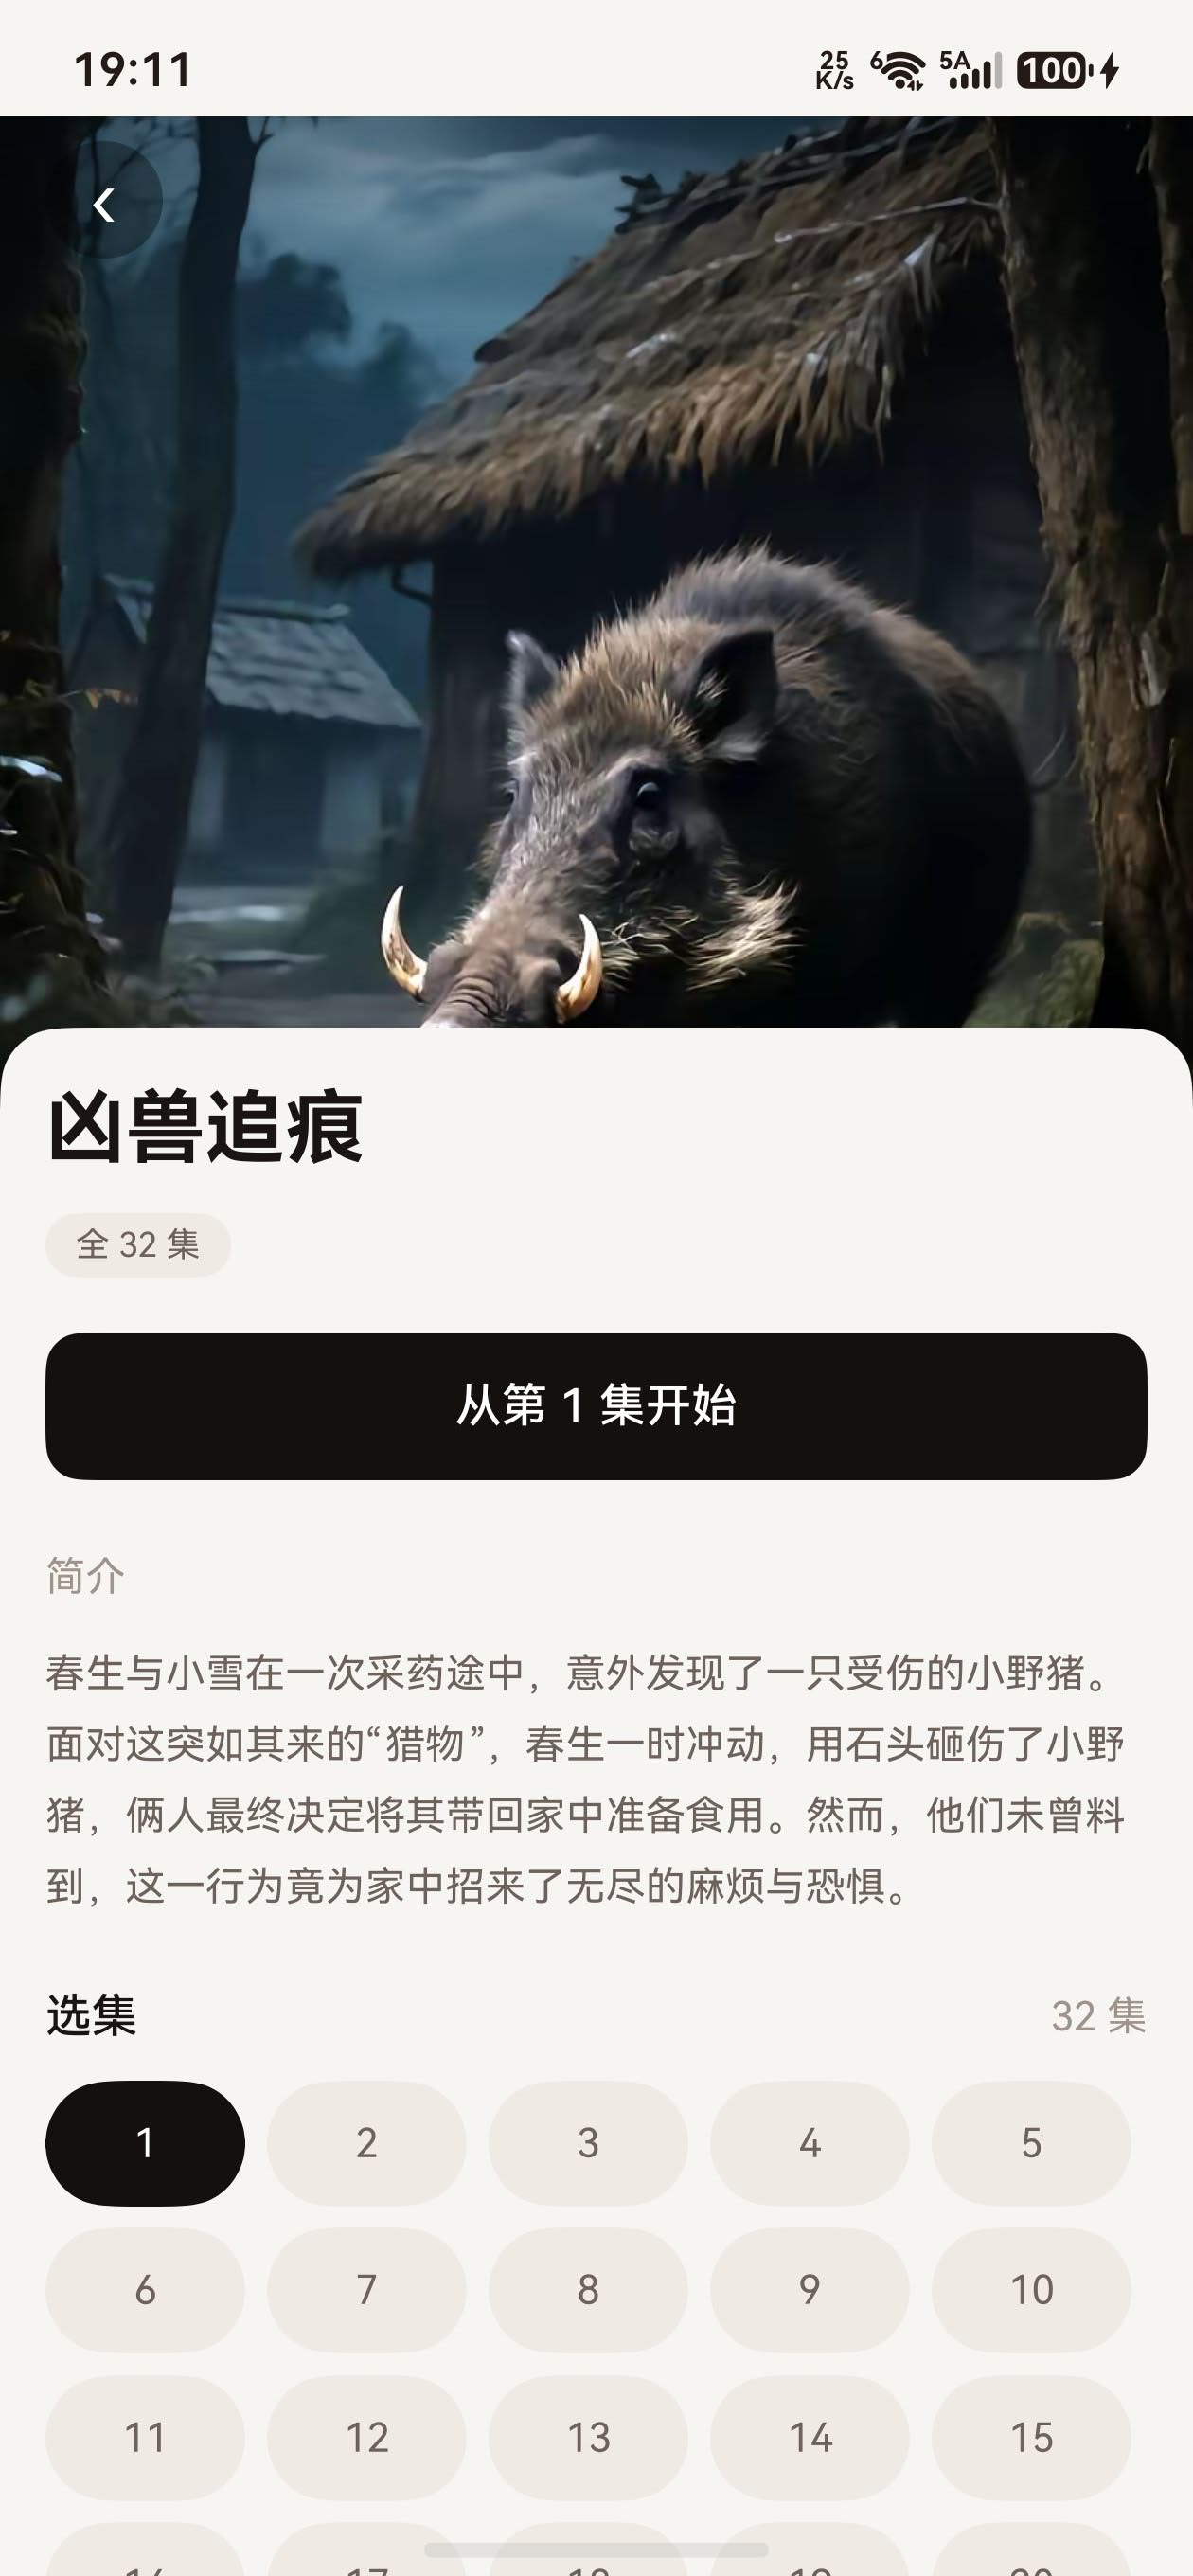 19:11
25 K/s 6 5A 100
凶兽追痕
全 32 集
从第 1 集开始
简介
春生与小雪在一次采药途中，意外发现了一只受伤的小野猪。
面对这突如其来的“猎物”，春生一时冲动，用石头砸伤了小野
猪，俩人最终决定将其带回家中准备食用。然而，他们未曾料
到，这一行为竟为家中招来了无尽的麻烦与恐惧。
选集 32 集
1 2 3 4 5
6 7 8 9 10
11 12 13 14 15
16 17 18 19 20